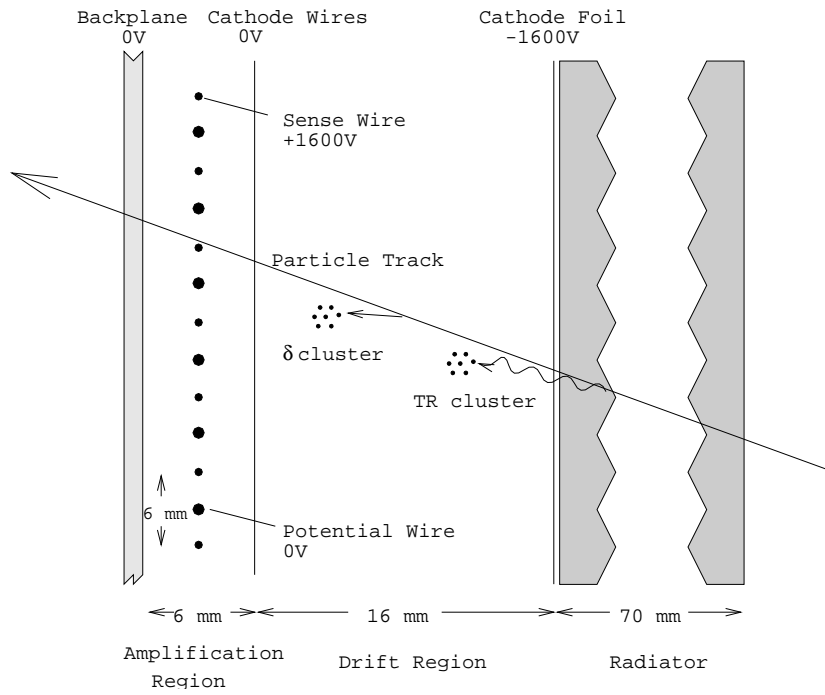 Backplane Cathode Wires Cathode Foil
0V 0V -1600V
Sense Wire
+1600V
Particle Track
δ cluster
TR cluster
6 mm
Potential Wire
0V
6 mm 16 mm 70 mm
Amplification
Region
Drift Region
Radiator